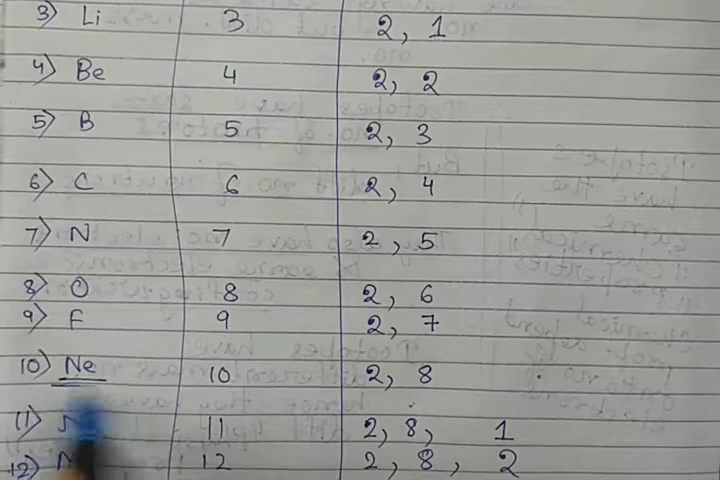 3) Li 3 2, 1
4) Be 4 2, 2
5) B 5 2, 3
6) C 6 2, 4
7) N 7 2, 5
8) O 8 2, 6
9) F 9 2, 7
10) Ne 10 2, 8
11) 11 2, 8, 1
12) 12 2, 8, 2